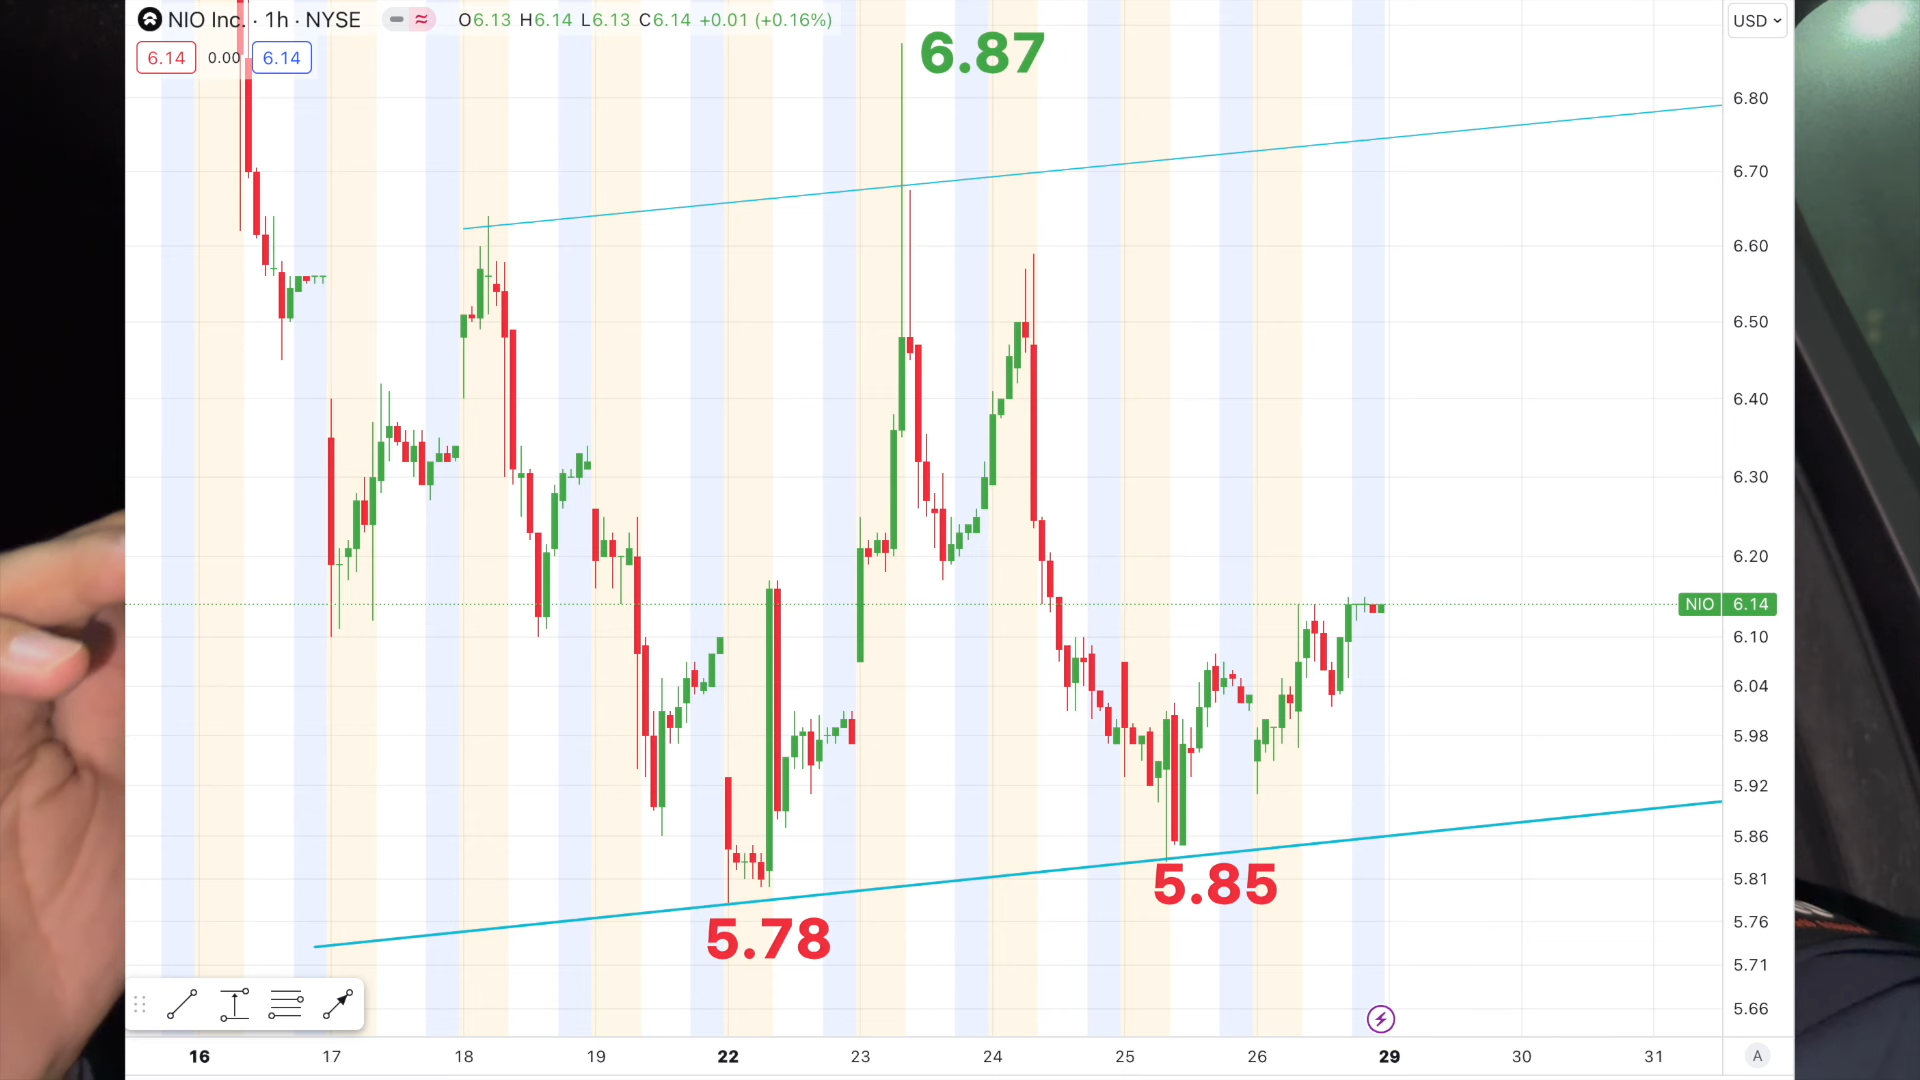 NIO Inc. · 1h · NYSE
O6.13 H6.14 L6.13 C6.14 +0.01 (+0.16%)
USD
6.14 0.00 6.14
6.87
6.80
6.70
6.60
6.50
6.40
6.30
6.20
NIO 6.14
6.10
6.04
5.98
5.92
5.86
5.85
5.81
5.78
5.76
5.71
5.66
16 17 18 19 22 23 24 25 26 29 30 31
A